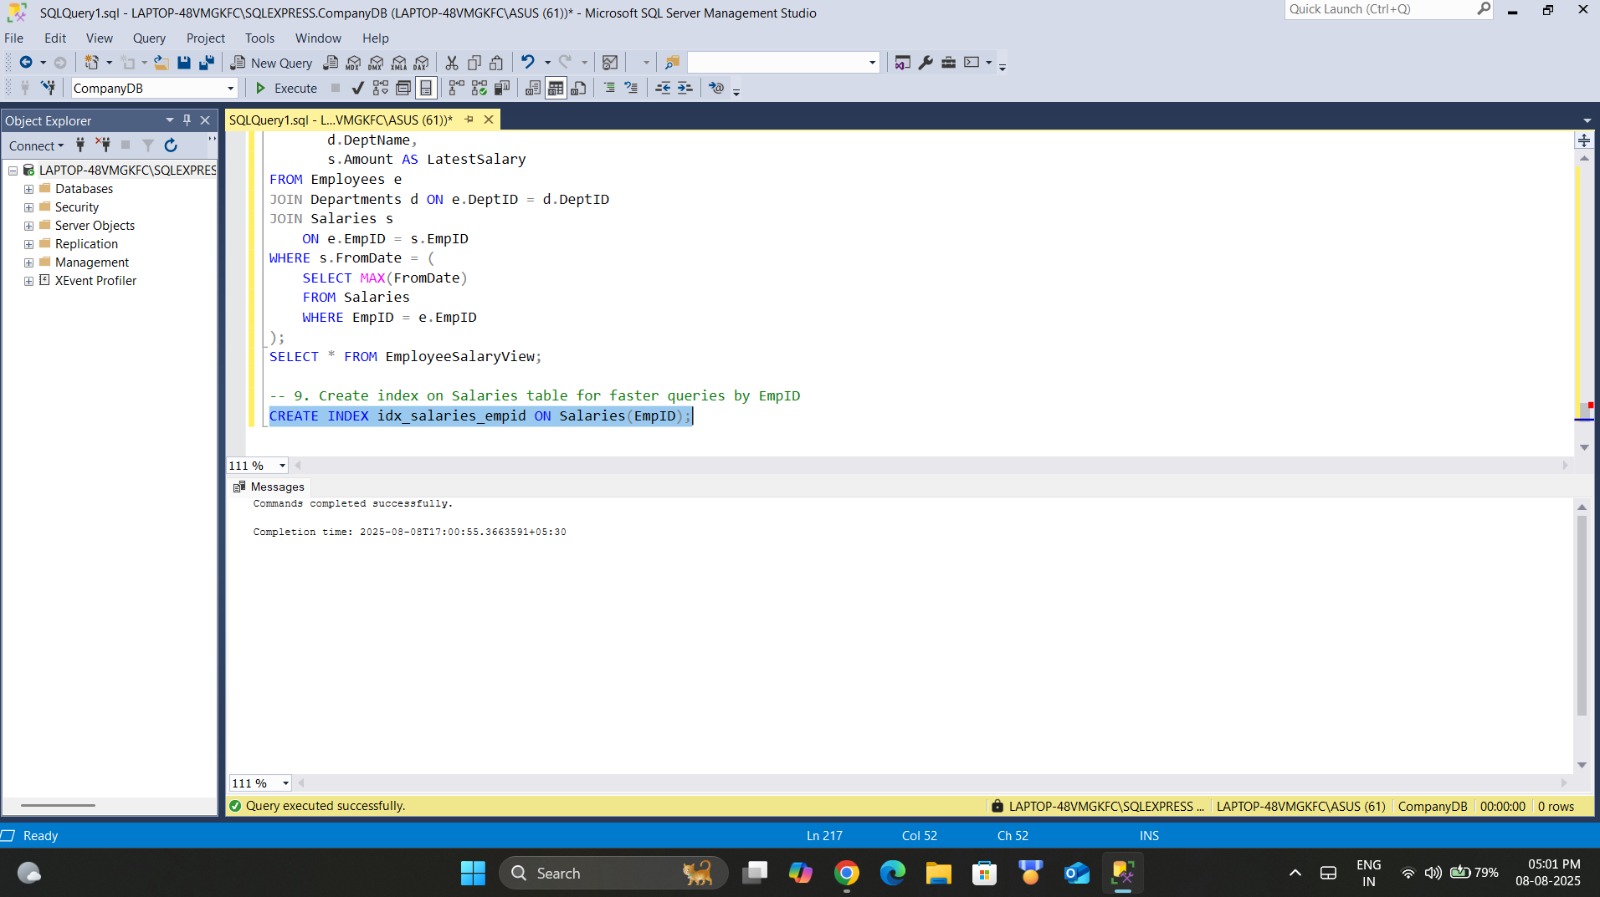 SQLQuery1.sql - LAPTOP-48VMGKFC\SQLEXPRESS.CompanyDB (LAPTOP-48VMGKFC\ASUS (61))* - Microsoft SQL Server Management Studio
Quick Launch (Ctrl+Q)
File Edit View Query Project Tools Window Help
New Query
MDX DMX XMLA DAX
CompanyDB
Execute
Object Explorer
SQLQuery1.sql - L...VMGKFC\ASUS (61))*
Connect
LAPTOP-48VMGKFC\SQLEXPRES
Databases
Security
Server Objects
Replication
Management
XEvent Profiler
d.DeptName,
s.Amount AS LatestSalary
FROM Employees e
JOIN Departments d ON e.DeptID = d.DeptID
JOIN Salaries s
ON e.EmpID = s.EmpID
WHERE s.FromDate = (
SELECT MAX(FromDate)
FROM Salaries
WHERE EmpID = e.EmpID
);
SELECT * FROM EmployeeSalaryView;
-- 9. Create index on Salaries table for faster queries by EmpID
CREATE INDEX idx_salaries_empid ON Salaries(EmpID);
111 %
Messages
Commands completed successfully.
Completion time: 2025-08-08T17:00:55.3663591+05:30
111 %
Query executed successfully.
LAPTOP-48VMGKFC\SQLEXPRESS ... LAPTOP-48VMGKFC\ASUS (61) CompanyDB 00:00:00 0 rows
Ready
Ln 217
Col 52
Ch 52
INS
Search
ENG
IN
79%
05:01 PM
08-08-2025